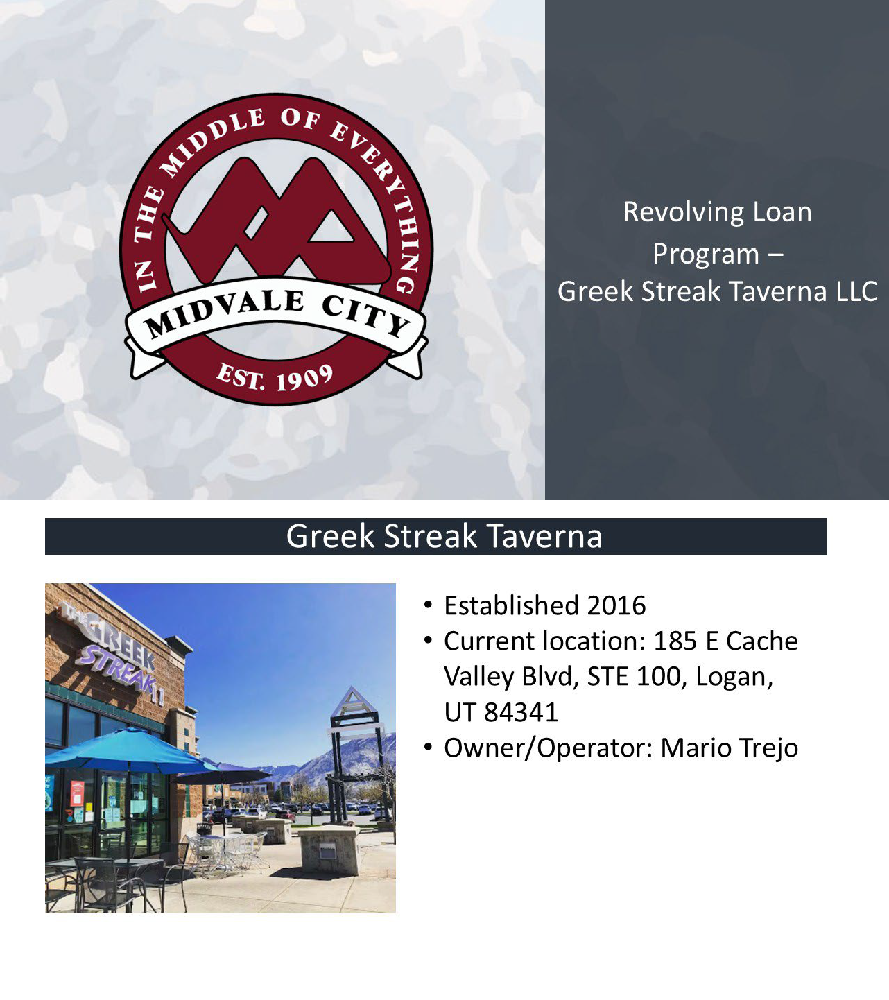 IN THE MIDDLE OF EVERYTHING
MIDVALE CITY
EST. 1909
Revolving Loan
Program –
Greek Streak Taverna LLC
Greek Streak Taverna
THE GREEK
STREAK 11
• Established 2016
• Current location: 185 E Cache
Valley Blvd, STE 100, Logan,
UT 84341
• Owner/Operator: Mario Trejo